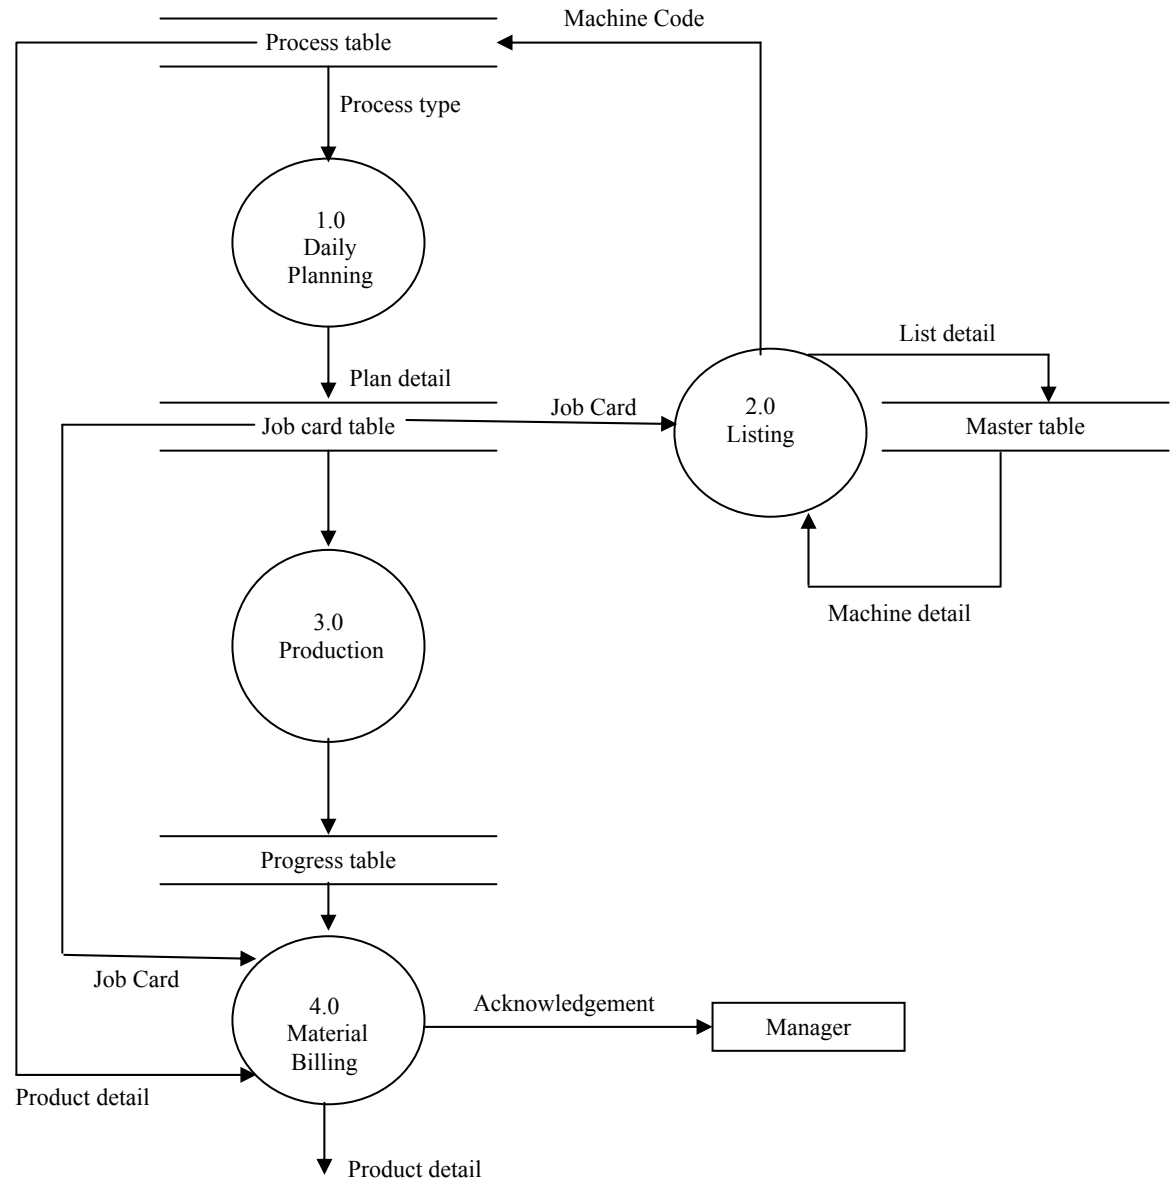 Machine Code
Process table
Process type
1.0
Daily
Planning
List detail
Plan detail
Job Card
2.0
Listing
Job card table
Master table
Machine detail
3.0
Production
Progress table
Job Card
4.0
Material
Billing
Acknowledgement
Manager
Product detail
Product detail